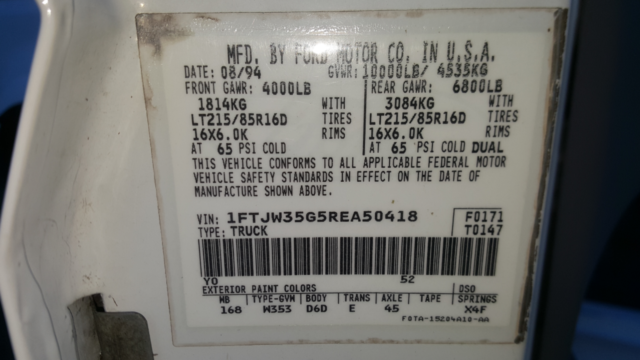 MFD. BY FORD MOTOR CO. IN U.S.A.
DATE: 08/94 GVWR: 10000LB/ 4535KG
FRONT GAWR: 4000LB REAR GAWR: 6800LB
1814KG WITH 3084KG WITH
LT215/85R16D TIRES LT215/85R16D TIRES
16X6.0K RIMS 16X6.0K RIMS
AT 65 PSI COLD AT 65 PSI COLD DUAL
THIS VEHICLE CONFORMS TO ALL APPLICABLE FEDERAL MOTOR
VEHICLE SAFETY STANDARDS IN EFFECT ON THE DATE OF
MANUFACTURE SHOWN ABOVE.
VIN: 1FTJW35G5REA50418 F0171
TYPE: TRUCK T0147
YO 52
EXTERIOR PAINT COLORS DSO
WB TYPE-GVM BODY TRANS AXLE TAPE SPRINGS
168 W353 D6D E 45 X4F
F0TA-15204A10-AA